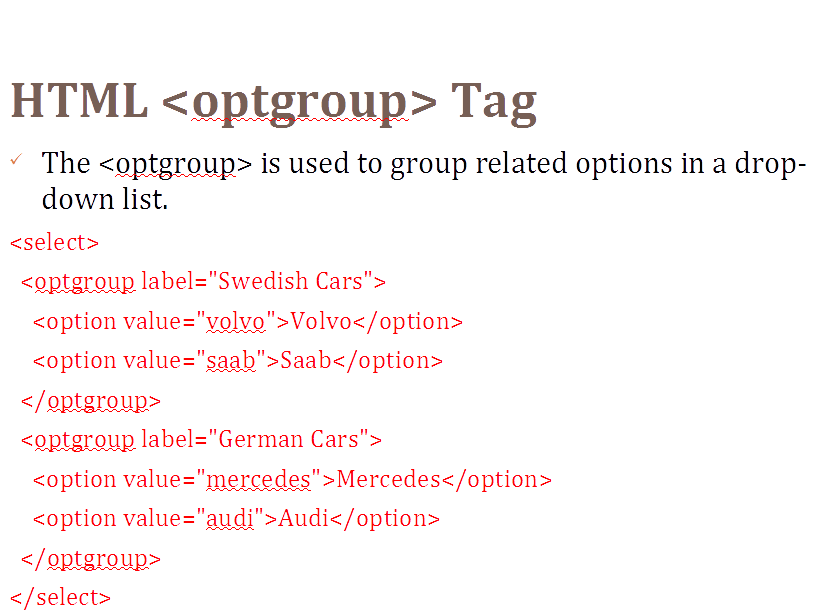 HTML <optgroup> Tag
✓ The <optgroup> is used to group related options in a drop-
down list.
<select>
<optgroup label="Swedish Cars">
<option value="volvo">Volvo</option>
<option value="saab">Saab</option>
</optgroup>
<optgroup label="German Cars">
<option value="mercedes">Mercedes</option>
<option value="audi">Audi</option>
</optgroup>
</select>